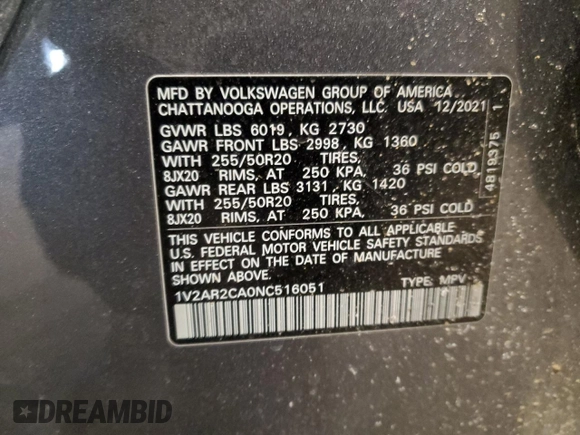 MFD BY VOLKSWAGEN GROUP OF AMERICA
CHATTANOOGA OPERATIONS, LLC. USA 12/2021
GVWR LBS 6019, KG 2730
GAWR FRONT LBS 2998, KG 1360
WITH 255/50R20 TIRES,
8JX20 RIMS, AT 250 KPA, 36 PSI COLD
GAWR REAR LBS 3131, KG 1420
WITH 255/50R20 TIRES,
8JX20 RIMS, AT 250 KPA, 36 PSI COLD
THIS VEHICLE CONFORMS TO ALL APPLICABLE
U.S. FEDERAL MOTOR VEHICLE SAFETY STANDARDS
IN EFFECT ON THE DATE OF MANUFACTURE
SHOWN ABOVE.
1V2AR2CA0NC516051 TYPE: MPV
4819375 1
DREAMBID